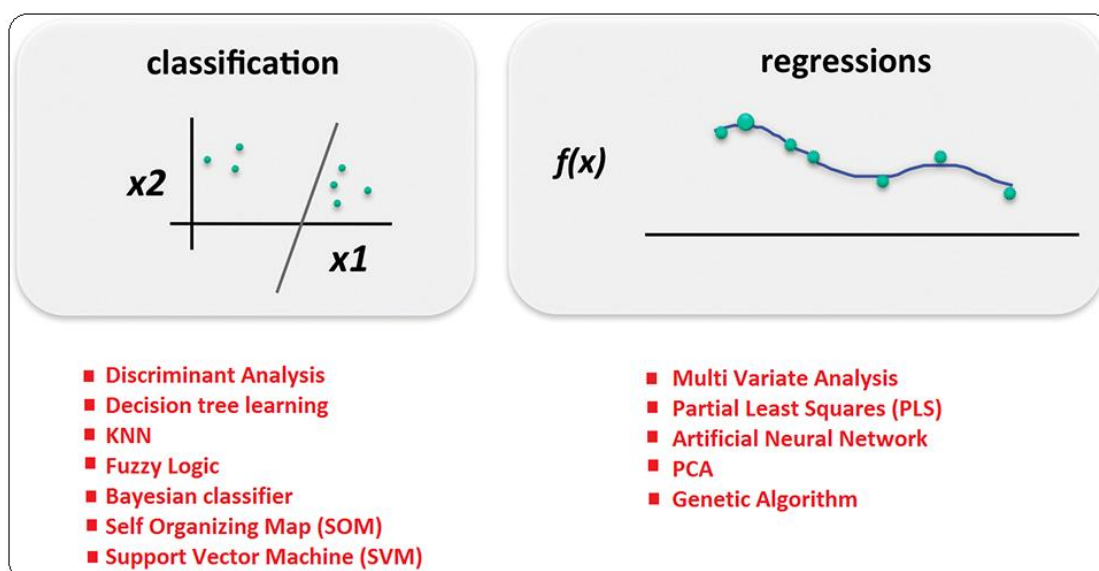 classification
x2
x1
Discriminant Analysis
Decision tree learning
KNN
Fuzzy Logic
Bayesian classifier
Self Organizing Map (SOM)
Support Vector Machine (SVM)
regressions
f(x)
Multi Variate Analysis
Partial Least Squares (PLS)
Artificial Neural Network
PCA
Genetic Algorithm